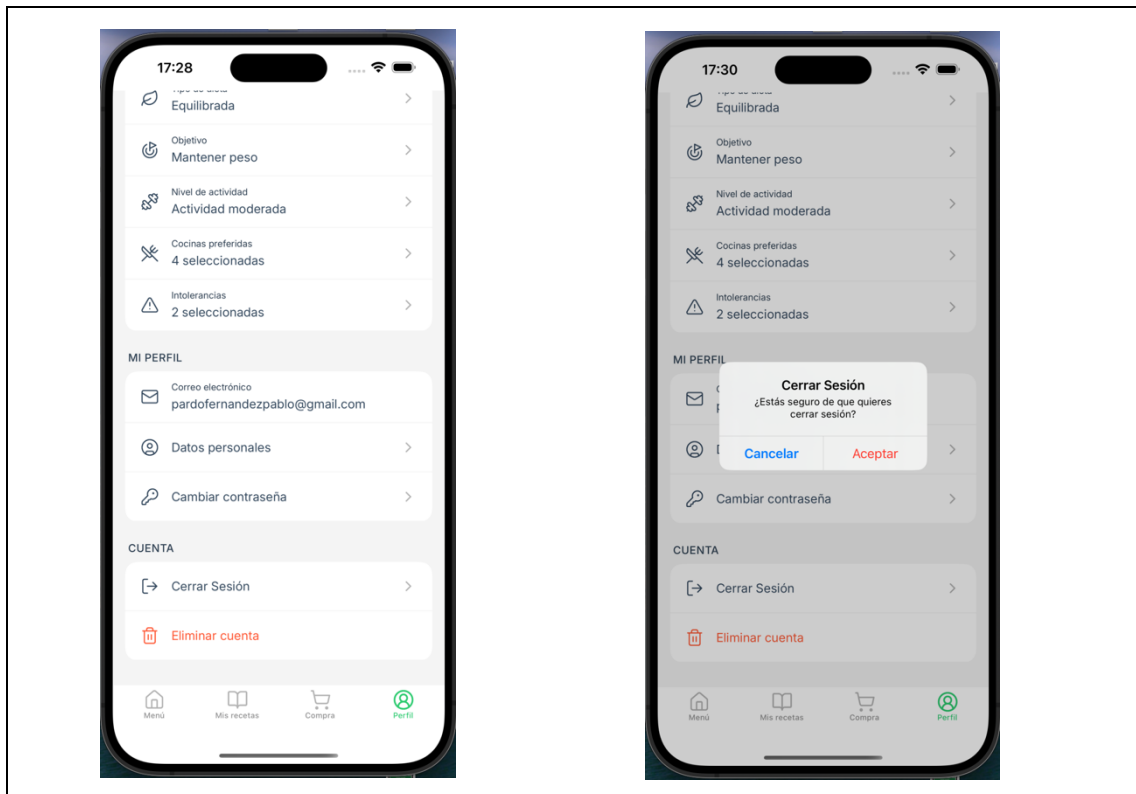 17:28
Equilibrada
Objetivo
Mantener peso
Nivel de actividad
Actividad moderada
Cocinas preferidas
4 seleccionadas
Intolerancias
2 seleccionadas
MI PERFIL
Correo electrónico
pardofernandezpablo@gmail.com
Datos personales
Cambiar contraseña
CUENTA
Cerrar Sesión
Eliminar cuenta
Menú Mis recetas Compra Perfil
17:30
Equilibrada
Objetivo
Mantener peso
Nivel de actividad
Actividad moderada
Cocinas preferidas
4 seleccionadas
Intolerancias
2 seleccionadas
MI PERFIL
Cerrar Sesión
¿Estás seguro de que quieres
cerrar sesión?
Cancelar Aceptar
Cambiar contraseña
CUENTA
Cerrar Sesión
Eliminar cuenta
Menú Mis recetas Compra Perfil